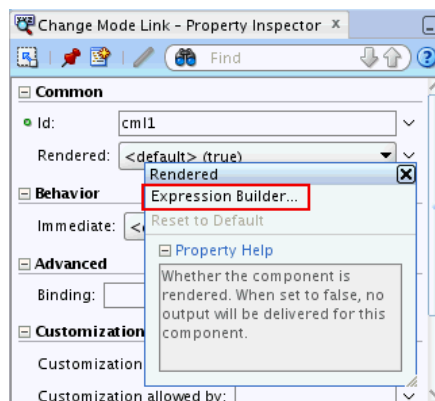 Change Mode Link - Property Inspector
Find
Common
Id: cml1
Rendered: <default> (true)
Rendered
Expression Builder...
Reset to Default
Behavior
Immediate: <
Property Help
Whether the component is
rendered. When set to false, no
output will be delivered for this
component.
Advanced
Binding:
Customization
Customization
Customization allowed by: